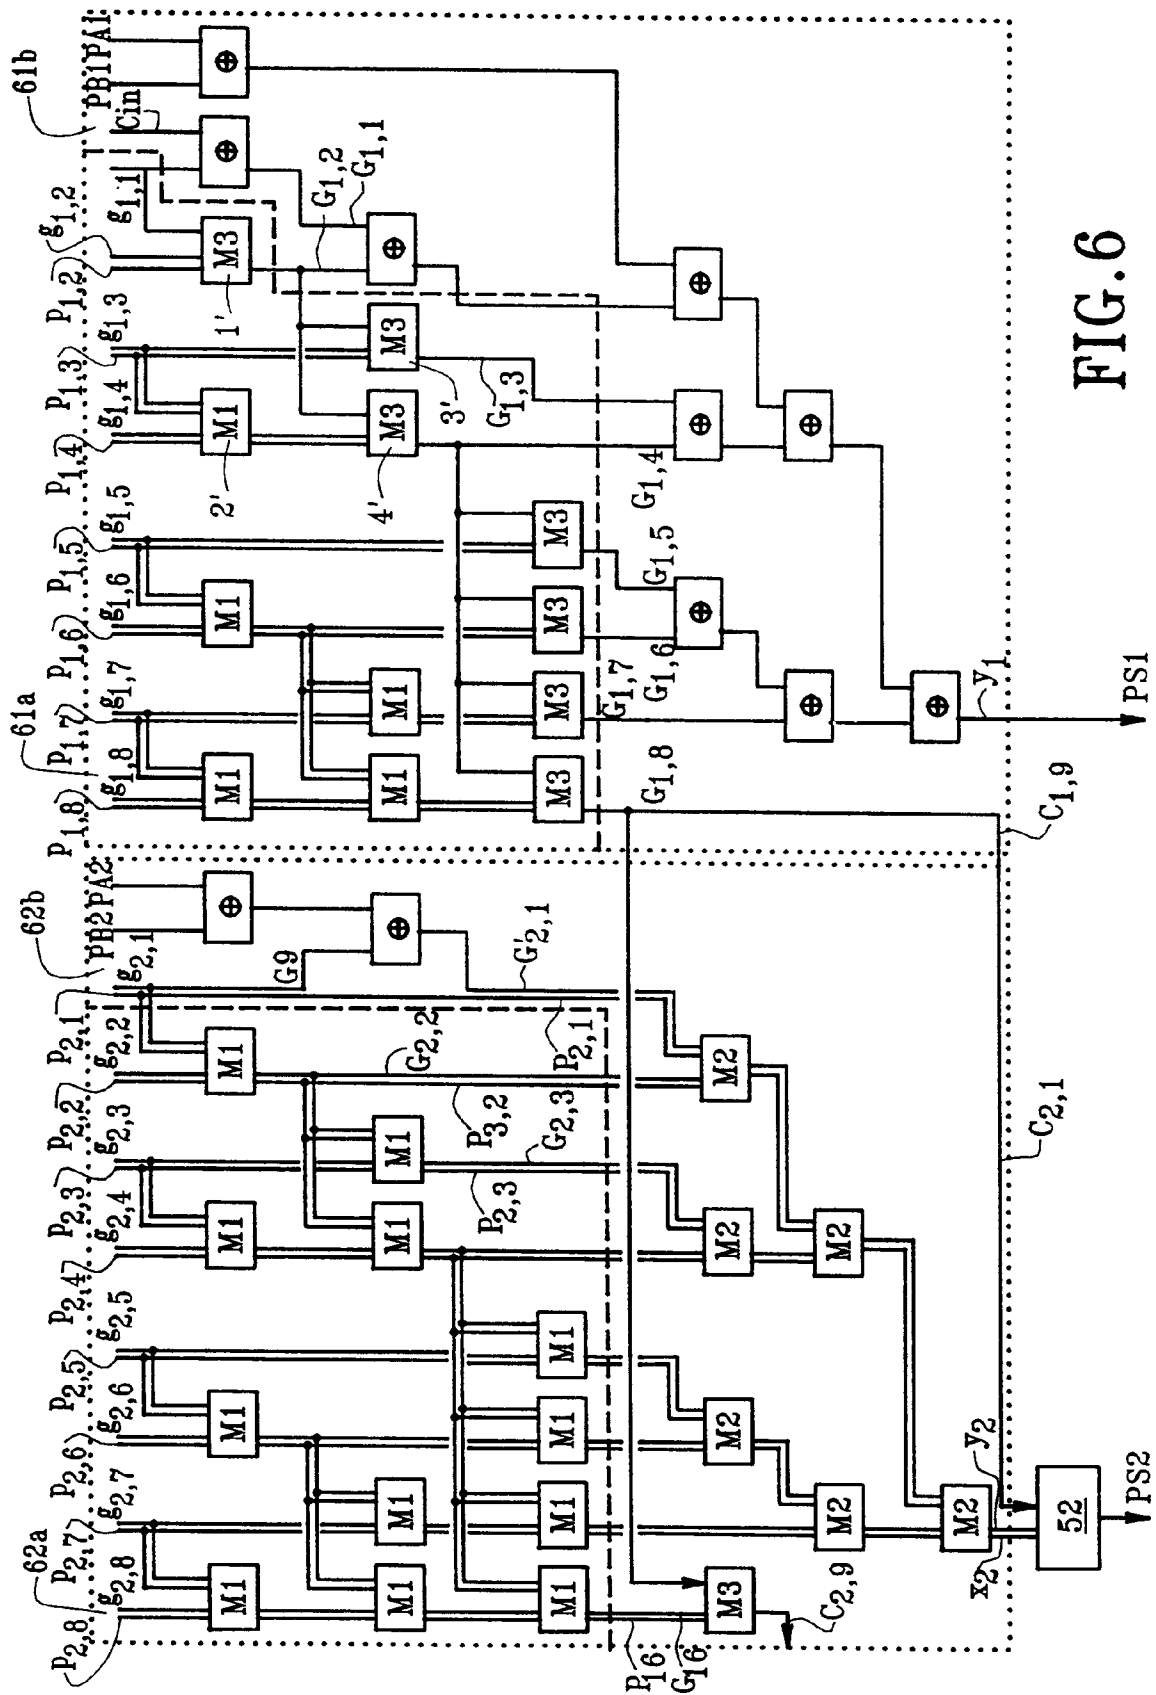 61b
PB1PA1
Cin
g1,1
g1,2
P1,2
g1,3
P1,3
g1,4
P1,4
g1,5
P1,5
g1,6
P1,6
g1,7
P1,7
61a
g1,8
P1,8
62b
PB2PA2
g2,1
P2,1
g2,2
P2,2
g2,3
P2,3
g2,4
P2,4
g2,5
P2,5
g2,6
P2,6
g2,7
P2,7
62a
g2,8
P2,8
⊕
⊕
M3
1'
M1
2'
M1
M1
⊕
M1
M1
M1
M1
G1,1
G1,2
⊕
M3
3'
M3
4'
M1
M1
G9
⊕
M1
M1
M1
M1
G1,3
M3
M3
M3
M3
G'2,1
P2,1
G2,2
P3,2
G2,3
P2,3
M1
M1
M1
M1
G1,4
G1,5
G1,6
G1,7
G1,8
P16
G16
⊕
⊕
⊕
M2
M2
M2
M3
C2,9
⊕
⊕
M2
M2
⊕
M2
y1
C1,9
C2,1
y2
x2
52
PS1
PS2
FIG.6